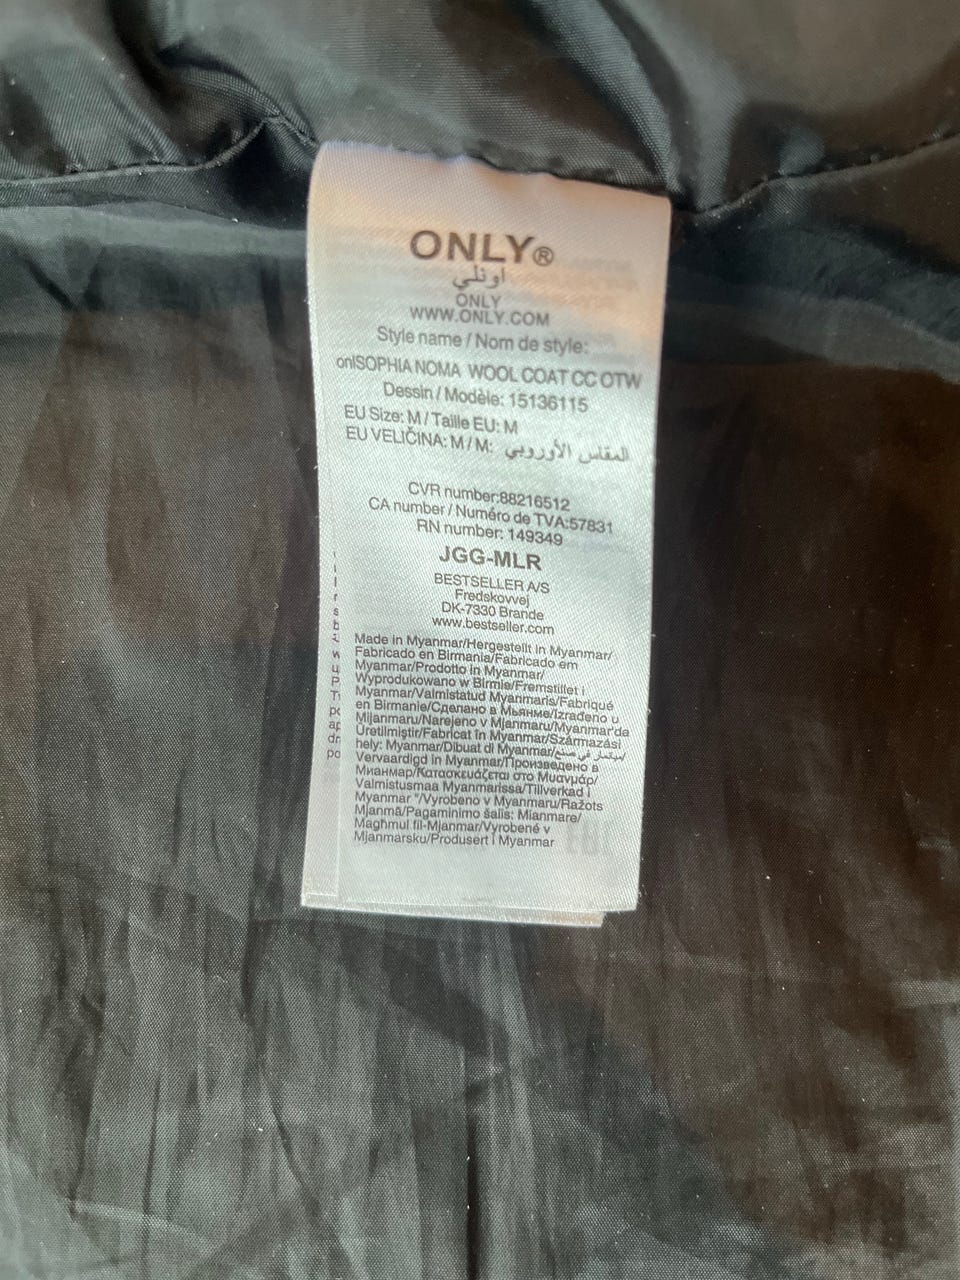 ONLY®
اونلي
ONLY
WWW.ONLY.COM
Style name / Nom de style:
onlSOPHIA NOMA WOOL COAT CC OTW
Dessin / Modèle: 15136115
EU Size: M / Taille EU: M
EU VELIČINA: M / M: المقاس الأوروبي
CVR number:88216512
CA number / Numéro de TVA:57831
RN number: 149349
JGG-MLR
BESTSELLER A/S
Fredskovvej
DK-7330 Brande
www.bestseller.com
Made in Myanmar/Hergestellt in Myanmar/
Fabricado en Birmania/Fabricado em
Myanmar/Prodotto in Myanmar/
Wyprodukowano w Birmie/Fremstillet i
Myanmar/Valmistatud Myanmaris/Fabriqué
en Birmanie/Сделано в Мьянме/Izrađeno u
Mijanmaru/Narejeno v Mjanmaru/Myanmar'da
Üretilmiştir/Fabricat în Myanmar/Származási
hely: Myanmar/Dibuat di Myanmar/ميانمار في صنع/
Vervaardigd in Myanmar/Произведено в
Мианмар/Κατασκευάζεται στο Μιανμάρ/
Valmistusmaa Myanmarissa/Tillverkad i
Myanmar "/Vyrobeno v Myanmaru/Ražots
Mjanmā/Pagaminimo šalis: Mianmare/
Magħmul fil-Mjanmar/Vyrobené v
Mjanmarsku/Produsert i Myanmar